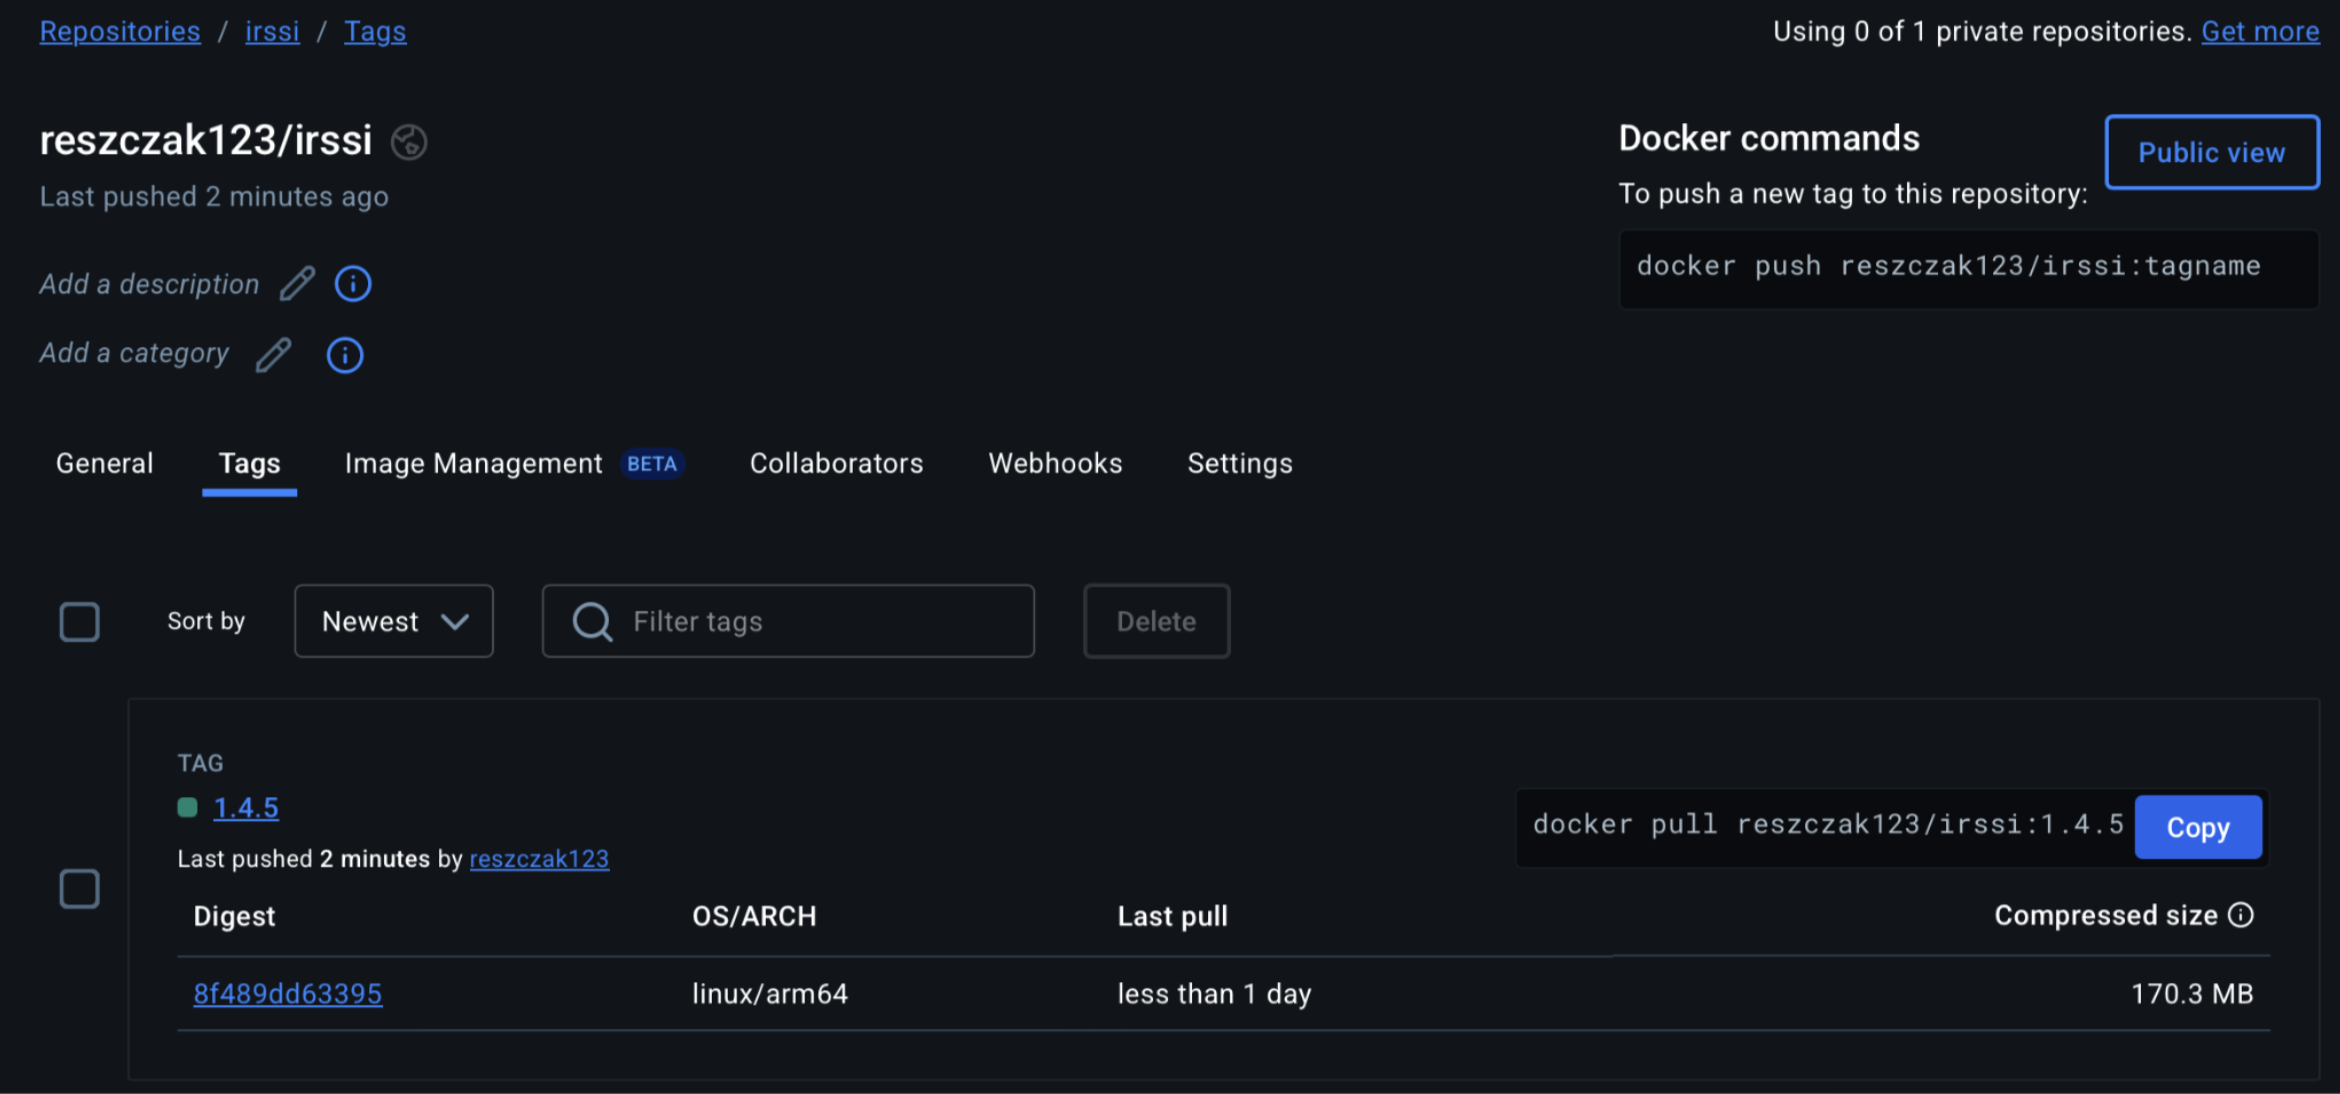 Repositories / irssi / Tags
Using 0 of 1 private repositories. Get more
reszczak123/irssi
Last pushed 2 minutes ago
Add a description
Add a category
Docker commands
Public view
To push a new tag to this repository:
docker push reszczak123/irssi:tagname
General Tags Image Management BETA Collaborators Webhooks Settings
Sort by Newest Filter tags Delete
TAG
1.4.5
Last pushed 2 minutes by reszczak123
docker pull reszczak123/irssi:1.4.5 Copy
Digest OS/ARCH Last pull Compressed size
8f489dd63395 linux/arm64 less than 1 day 170.3 MB